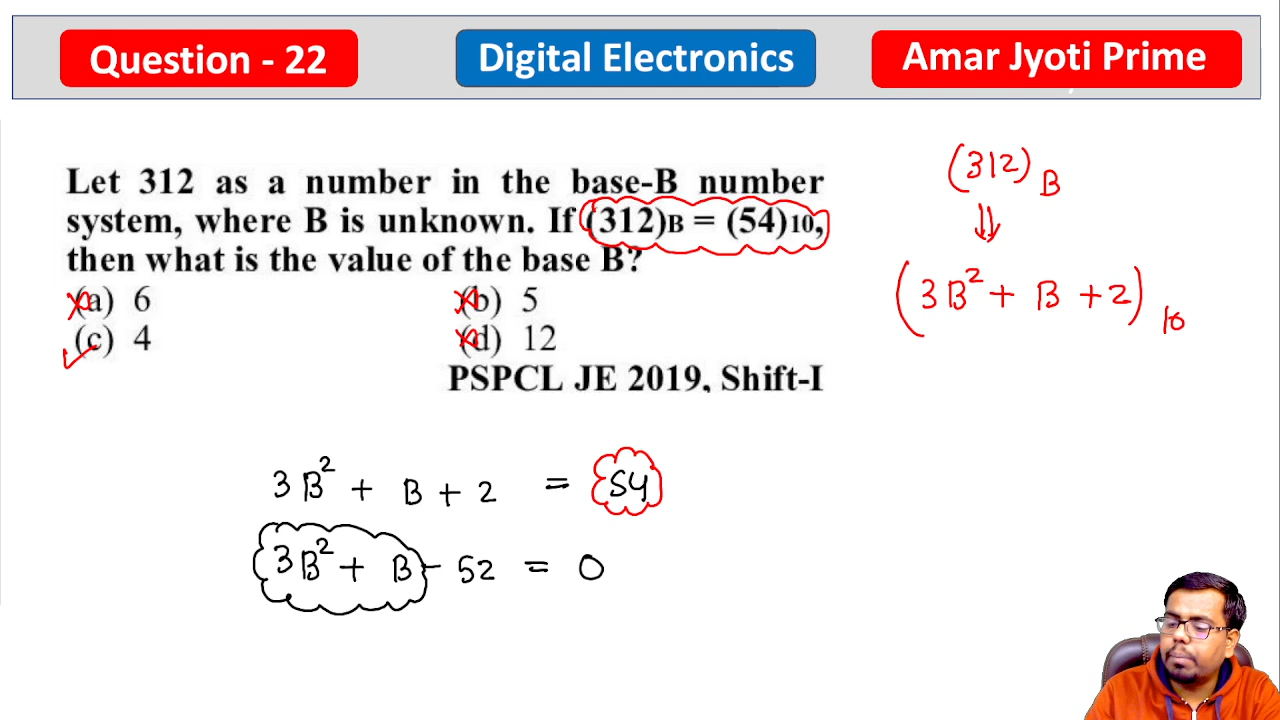 Question - 22
Digital Electronics
Amar Jyoti Prime
Let 312 as a number in the base-B number
system, where B is unknown. If (312)B = (54)10,
then what is the value of the base B?
(a) 6 (b) 5
(c) 4 (d) 12
PSPCL JE 2019, Shift-I
(312)B
⇓
(3B² + B + 2)10
3B² + B + 2 = 54
3B² + B - 52 = 0